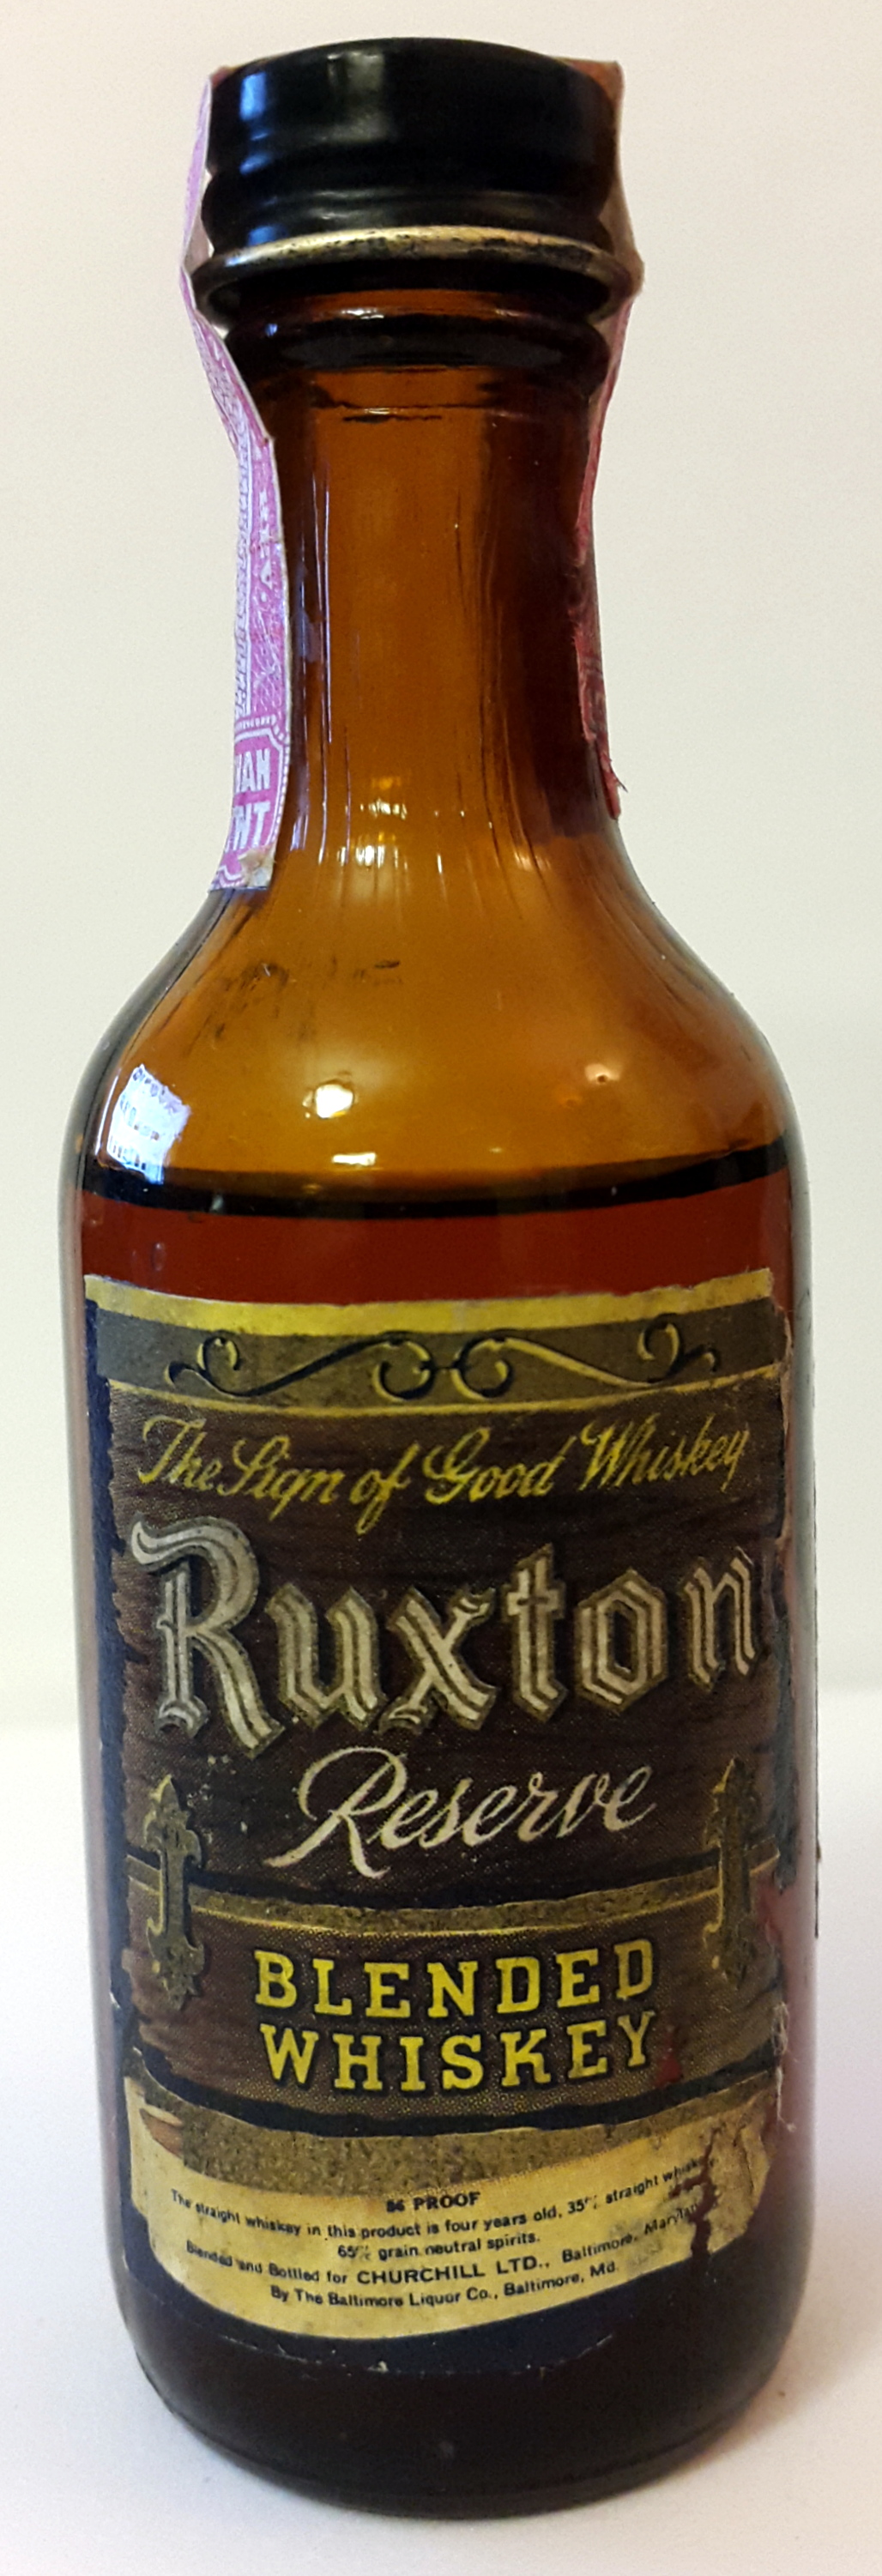 The Sign of Good Whiskey
Ruxton
Reserve
BLENDED
WHISKEY
86 PROOF
The straight whiskey in this product is four years old, 35% straight whiskey
65% grain neutral spirits.
Blended and Bottled for CHURCHILL LTD., Baltimore, Maryland
By The Baltimore Liquor Co., Baltimore, Md.